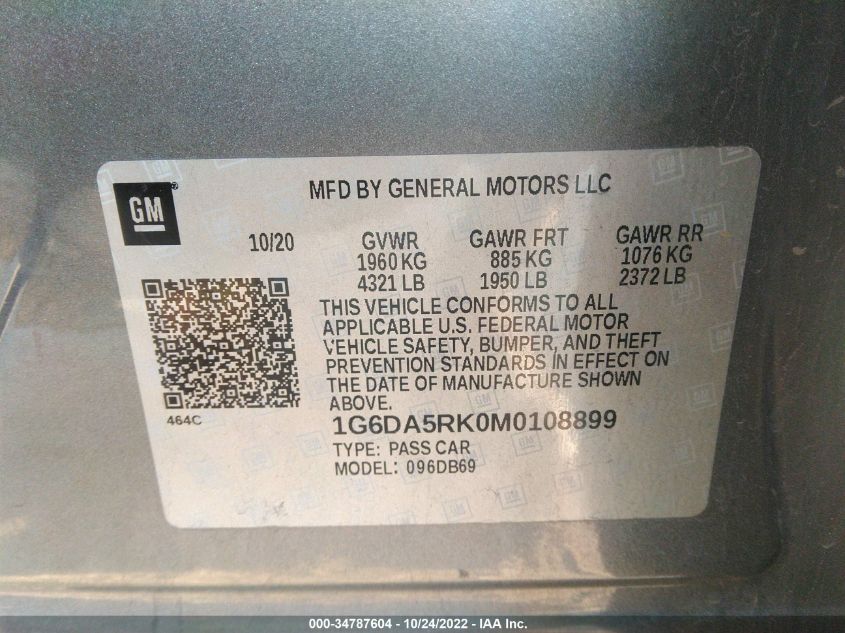 GM®
MFD BY GENERAL MOTORS LLC
10/20 GVWR GAWR FRT GAWR RR
1960 KG 885 KG 1076 KG
4321 LB 1950 LB 2372 LB
THIS VEHICLE CONFORMS TO ALL
APPLICABLE U.S. FEDERAL MOTOR
VEHICLE SAFETY, BUMPER, AND THEFT
PREVENTION STANDARDS IN EFFECT ON
THE DATE OF MANUFACTURE SHOWN
ABOVE.
464C
1G6DA5RK0M0108899
TYPE: PASS CAR
MODEL: 096DB69
000-34787604 - 10/24/2022 - IAA Inc.